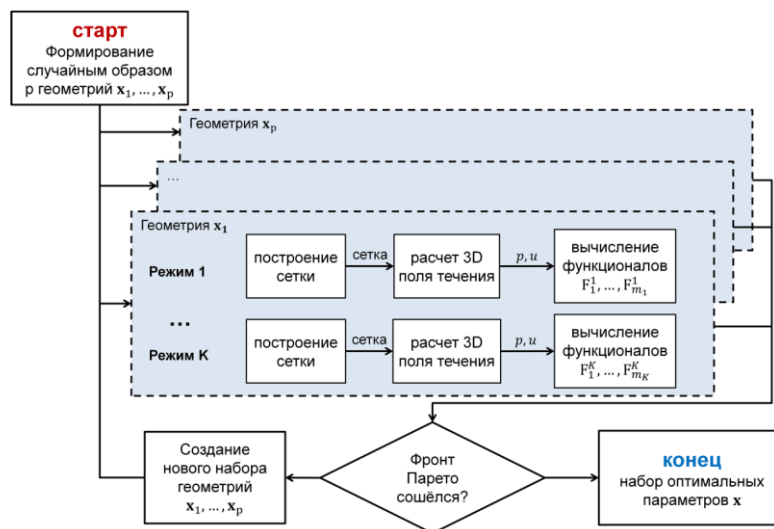 старт
Формирование
случайным образом
p геометрий x₁, …, xₚ
Геометрия xₚ
…
Геометрия x₁
Режим 1
построение
сетки
сетка
расчет 3D
поля течения
p, u
вычисление
функционалов
F₁¹, …, Fₘ₁¹
…
Режим K
построение
сетки
сетка
расчет 3D
поля течения
p, u
вычисление
функционалов
F₁ᴷ, …, Fₘ_Kᴷ
Создание
нового набора
геометрий
x₁, …, xₚ
Фронт
Парето
сошёлся?
конец
набор оптимальных
параметров x